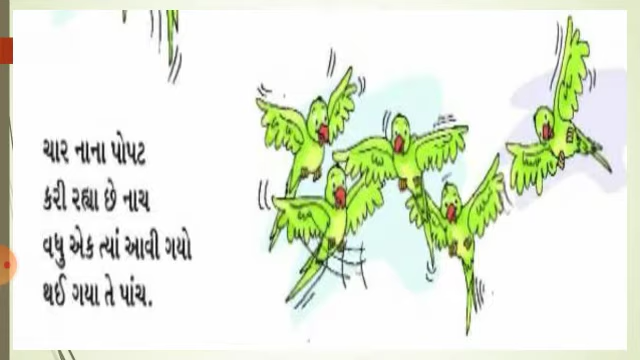 ચાર નાના પોપટ
કરી રહ્યા છે નાચ
વધુ એક ત્યાં આવી ગયો
થઈ ગયા તે પાંચ.